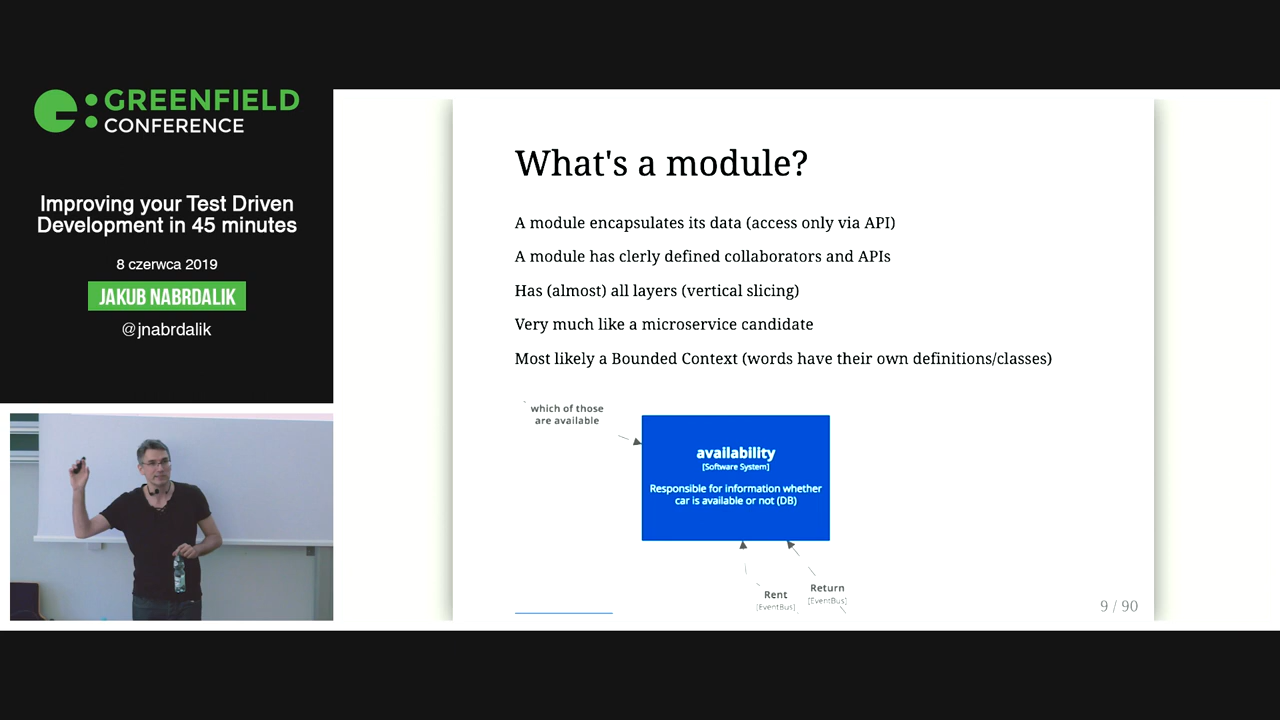 GREENFIELD
CONFERENCE
Improving your Test Driven
Development in 45 minutes
8 czerwca 2019
JAKUB NABRDALIK
@jnabrdalik
What's a module?
A module encapsulates its data (access only via API)
A module has clerly defined collaborators and APIs
Has (almost) all layers (vertical slicing)
Very much like a microservice candidate
Most likely a Bounded Context (words have their own definitions/classes)
which of those
are available
availability
[Software System]
Responsible for information whether
car is available or not (DB)
Rent
[EventBus]
Return
[EventBus]
9 / 90